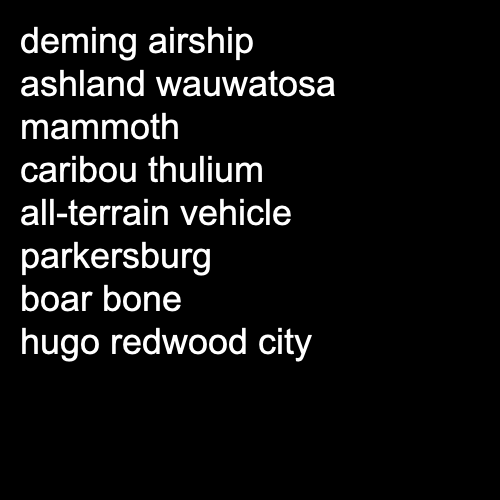 deming airship
ashland wauwatosa
mammoth
caribou thulium
all-terrain vehicle
parkersburg
boar bone
hugo redwood city